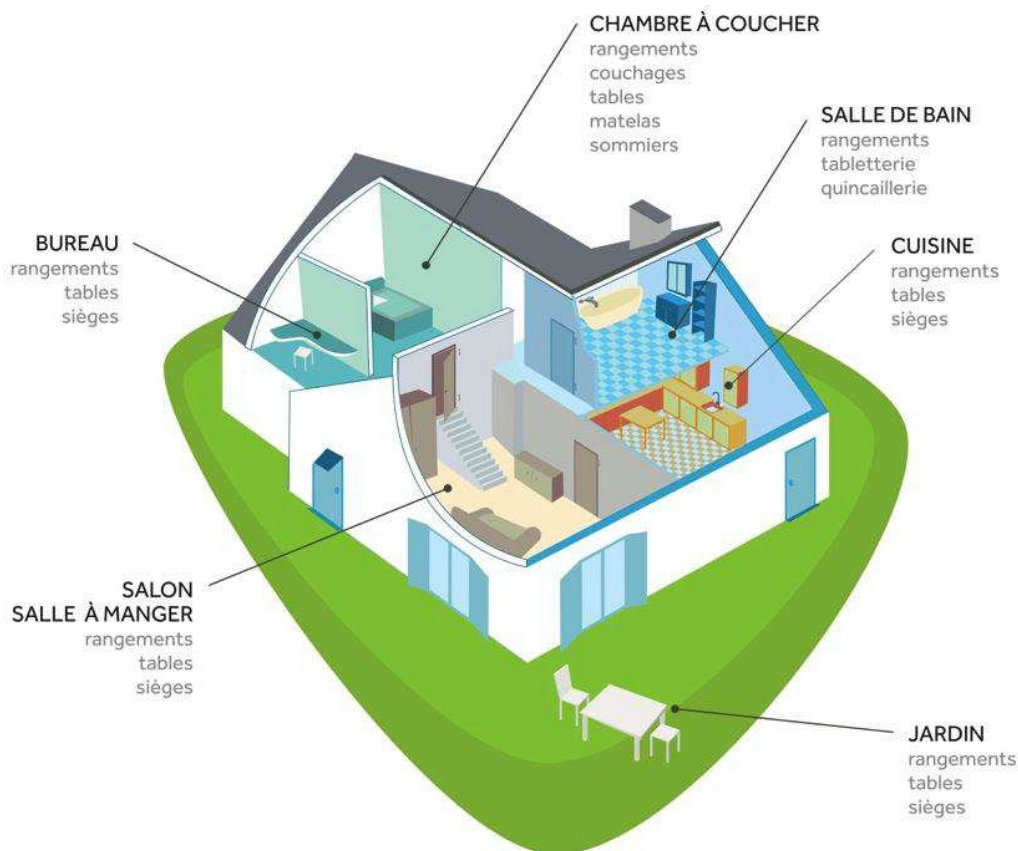 CHAMBRE À COUCHER
rangements
couchages
tables
matelas
sommiers
SALLE DE BAIN
rangements
tabletterie
quincaillerie
BUREAU
rangements
tables
sièges
CUISINE
rangements
tables
sièges
SALON
SALLE À MANGER
rangements
tables
sièges
JARDIN
rangements
tables
sièges